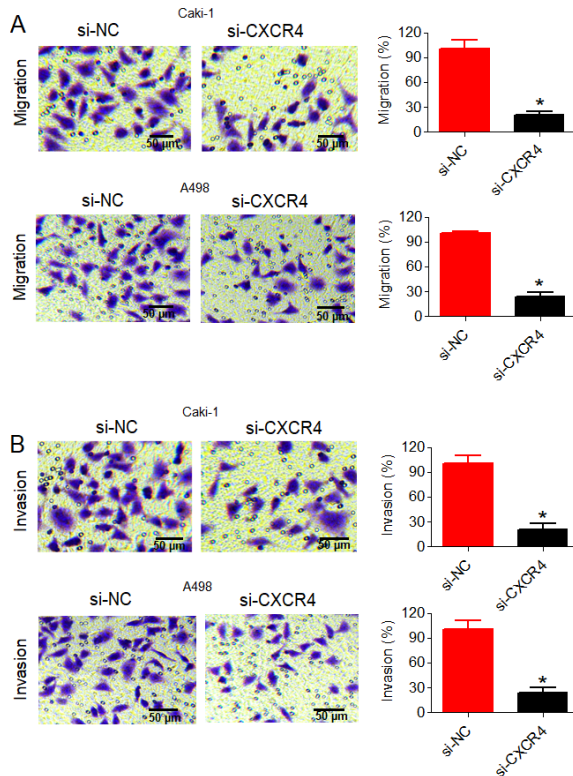 A
Caki-1
si-NC
si-CXCR4
Migration
50 µm
50 µm
Migration (%)
120
90
60
30
0
*
si-NC
si-CXCR4
A498
si-NC
si-CXCR4
Migration
50 µm
50 µm
Migration (%)
120
90
60
30
0
*
si-NC
si-CXCR4
B
Caki-1
si-NC
si-CXCR4
Invasion
50 µm
50 µm
Invasion (%)
120
90
60
30
0
*
si-NC
si-CXCR4
A498
si-NC
si-CXCR4
Invasion
50 µm
50 µm
Invasion (%)
120
90
60
30
0
*
si-NC
si-CXCR4